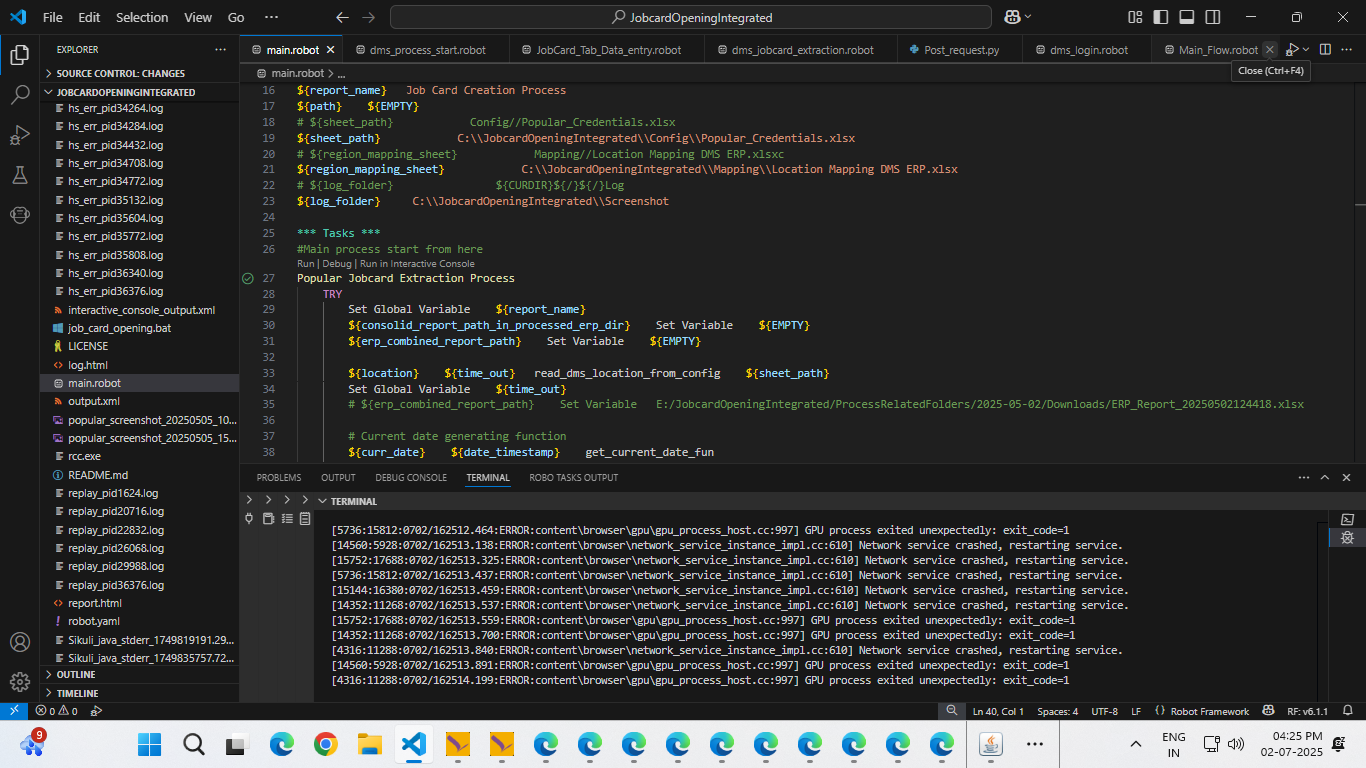 File Edit Selection View Go ···
JobcardOpeningIntegrated
EXPLORER
SOURCE CONTROL: CHANGES
JOBCARDOPENINGINTEGRATED
hs_err_pid34264.log
hs_err_pid34284.log
hs_err_pid34432.log
hs_err_pid34708.log
hs_err_pid34772.log
hs_err_pid35132.log
hs_err_pid35604.log
hs_err_pid35772.log
hs_err_pid35808.log
hs_err_pid36340.log
hs_err_pid36376.log
interactive_console_output.xml
job_card_opening.bat
LICENSE
log.html
main.robot
output.xml
popular_screenshot_20250505_10...
popular_screenshot_20250505_15...
rcc.exe
README.md
replay_pid1624.log
replay_pid20716.log
replay_pid22832.log
replay_pid26068.log
replay_pid29988.log
replay_pid36376.log
report.html
robot.yaml
Sikuli_java_stderr_1749819191.29...
Sikuli_java_stderr_1749835757.72...
OUTLINE
TIMELINE
main.robot dms_process_start.robot JobCard_Tab_Data_entry.robot dms_jobcard_extraction.robot Post_request.py dms_login.robot Main_Flow.robot
Close (Ctrl+F4)
main.robot > ...
16 ${report_name} Job Card Creation Process
17 ${path} ${EMPTY}
18 # ${sheet_path} Config//Popular_Credentials.xlsx
19 ${sheet_path} C:\\JobcardOpeningIntegrated\\Config\\Popular_Credentials.xlsx
20 # ${region_mapping_sheet} Mapping//Location Mapping DMS ERP.xlsxc
21 ${region_mapping_sheet} C:\\JobcardOpeningIntegrated\\Mapping\\Location Mapping DMS ERP.xlsx
22 # ${log_folder} ${CURDIR}${/}${/}Log
23 ${log_folder} C:\\JobcardOpeningIntegrated\\Screenshot
24
25 *** Tasks ***
26 #Main process start from here
Run | Debug | Run in Interactive Console
27 Popular Jobcard Extraction Process
28 TRY
29 Set Global Variable ${report_name}
30 ${consolid_report_path_in_processed_erp_dir} Set Variable ${EMPTY}
31 ${erp_combined_report_path} Set Variable ${EMPTY}
32
33 ${location} ${time_out} read_dms_location_from_config ${sheet_path}
34 Set Global Variable ${time_out}
35 # ${erp_combined_report_path} Set Variable E:/JobcardOpeningIntegrated/ProcessRelatedFolders/2025-05-02/Downloads/ERP_Report_20250502124418.xlsx
36
37 # Current date generating function
38 ${curr_date} ${date_timestamp} get_current_date_fun
PROBLEMS OUTPUT DEBUG CONSOLE TERMINAL ROBO TASKS OUTPUT
TERMINAL
[5736:15812:0702/162512.464:ERROR:content\browser\gpu\gpu_process_host.cc:997] GPU process exited unexpectedly: exit_code=1
[14560:5928:0702/162513.138:ERROR:content\browser\network_service_instance_impl.cc:610] Network service crashed, restarting service.
[15752:17688:0702/162513.325:ERROR:content\browser\network_service_instance_impl.cc:610] Network service crashed, restarting service.
[5736:15812:0702/162513.437:ERROR:content\browser\network_service_instance_impl.cc:610] Network service crashed, restarting service.
[15144:16380:0702/162513.459:ERROR:content\browser\network_service_instance_impl.cc:610] Network service crashed, restarting service.
[14352:11268:0702/162513.537:ERROR:content\browser\network_service_instance_impl.cc:610] Network service crashed, restarting service.
[15752:17688:0702/162513.559:ERROR:content\browser\gpu\gpu_process_host.cc:997] GPU process exited unexpectedly: exit_code=1
[14352:11268:0702/162513.700:ERROR:content\browser\gpu\gpu_process_host.cc:997] GPU process exited unexpectedly: exit_code=1
[4316:11288:0702/162513.840:ERROR:content\browser\network_service_instance_impl.cc:610] Network service crashed, restarting service.
[14560:5928:0702/162513.891:ERROR:content\browser\gpu\gpu_process_host.cc:997] GPU process exited unexpectedly: exit_code=1
[4316:11288:0702/162514.199:ERROR:content\browser\gpu\gpu_process_host.cc:997] GPU process exited unexpectedly: exit_code=1
0 0 Ln 40, Col 1 Spaces: 4 UTF-8 LF Robot Framework RF: v6.1.1
9
ENG
IN
04:25 PM
02-07-2025